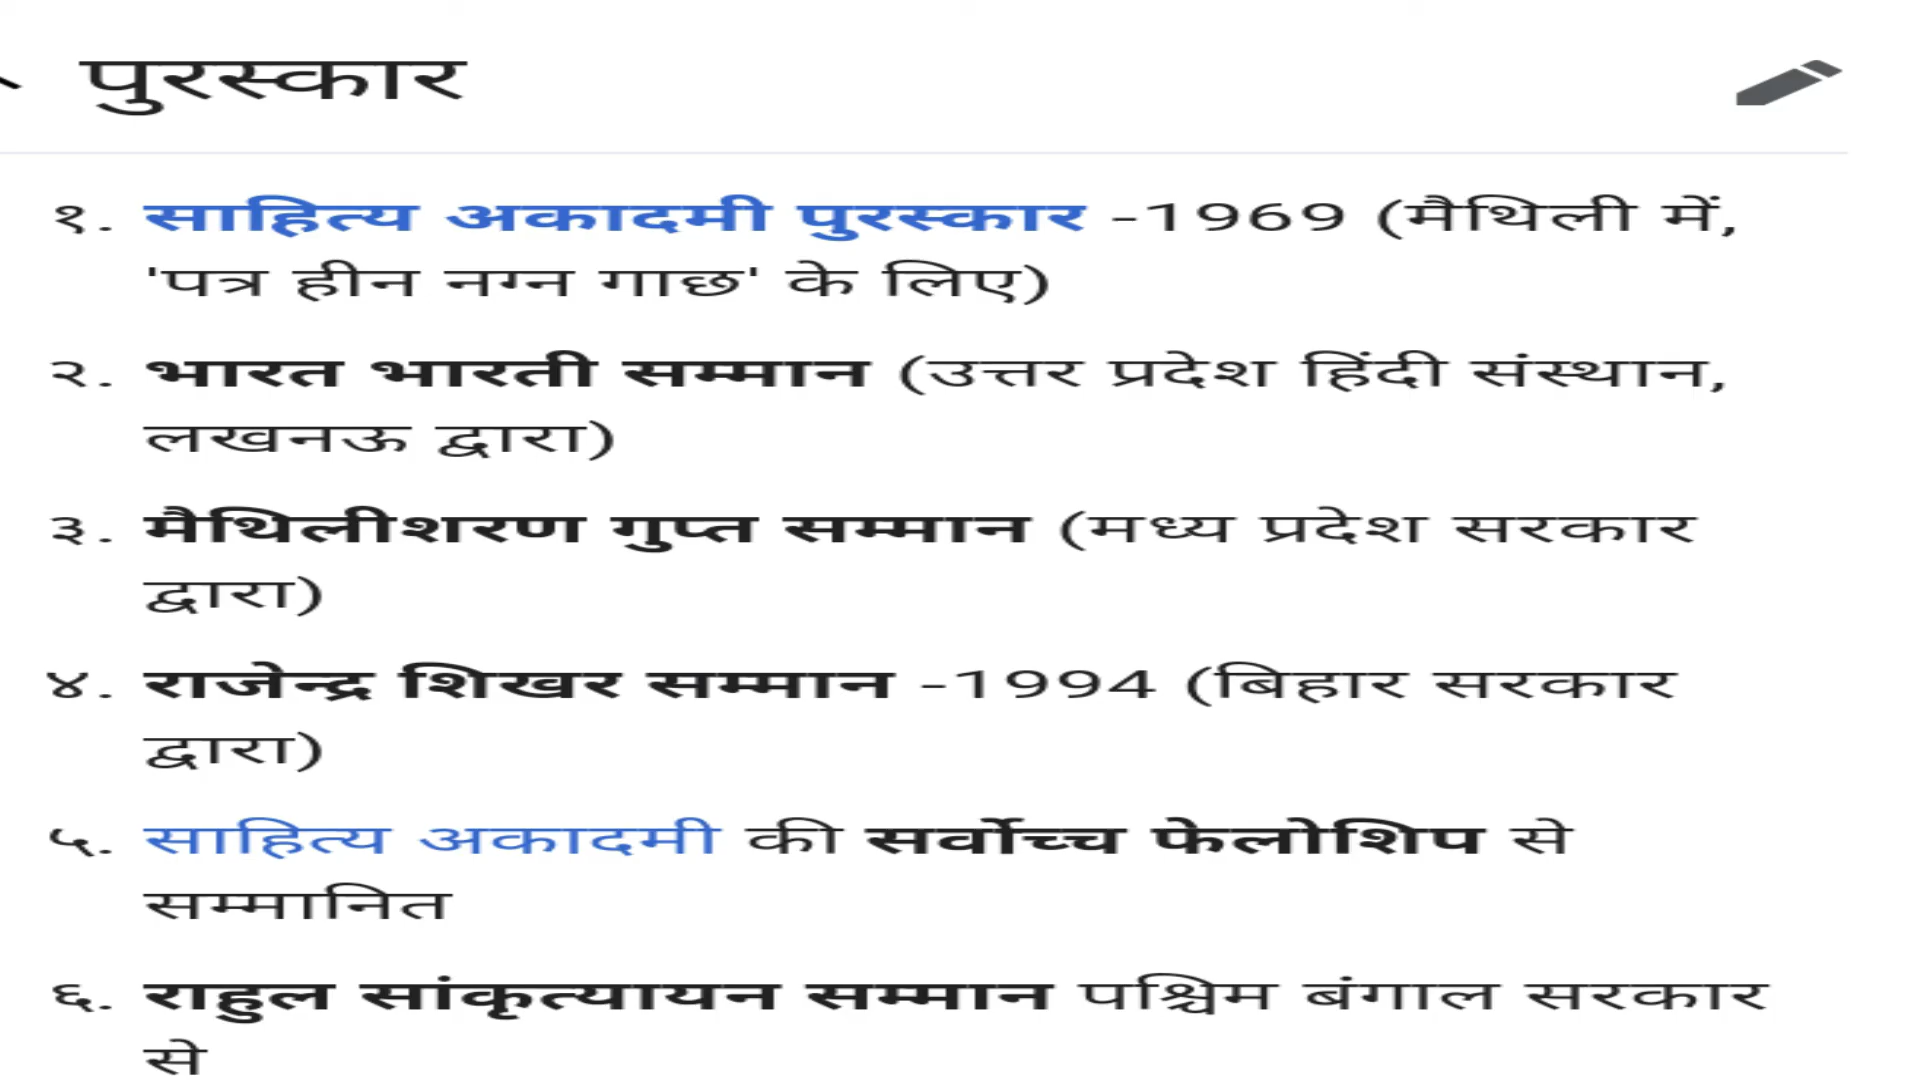 पुरस्कार
१. साहित्य अकादमी पुरस्कार -1969 (मैथिली में,
'पत्र हीन नग्न गाछ' के लिए)
२. भारत भारती सम्मान (उत्तर प्रदेश हिंदी संस्थान,
लखनऊ द्वारा)
३. मैथिलीशरण गुप्त सम्मान (मध्य प्रदेश सरकार
द्वारा)
४. राजेन्द्र शिखर सम्मान -1994 (बिहार सरकार
द्वारा)
५. साहित्य अकादमी की सर्वोच्च फेलोशिप से
सम्मानित
६. राहुल सांकृत्यायन सम्मान पश्चिम बंगाल सरकार
से